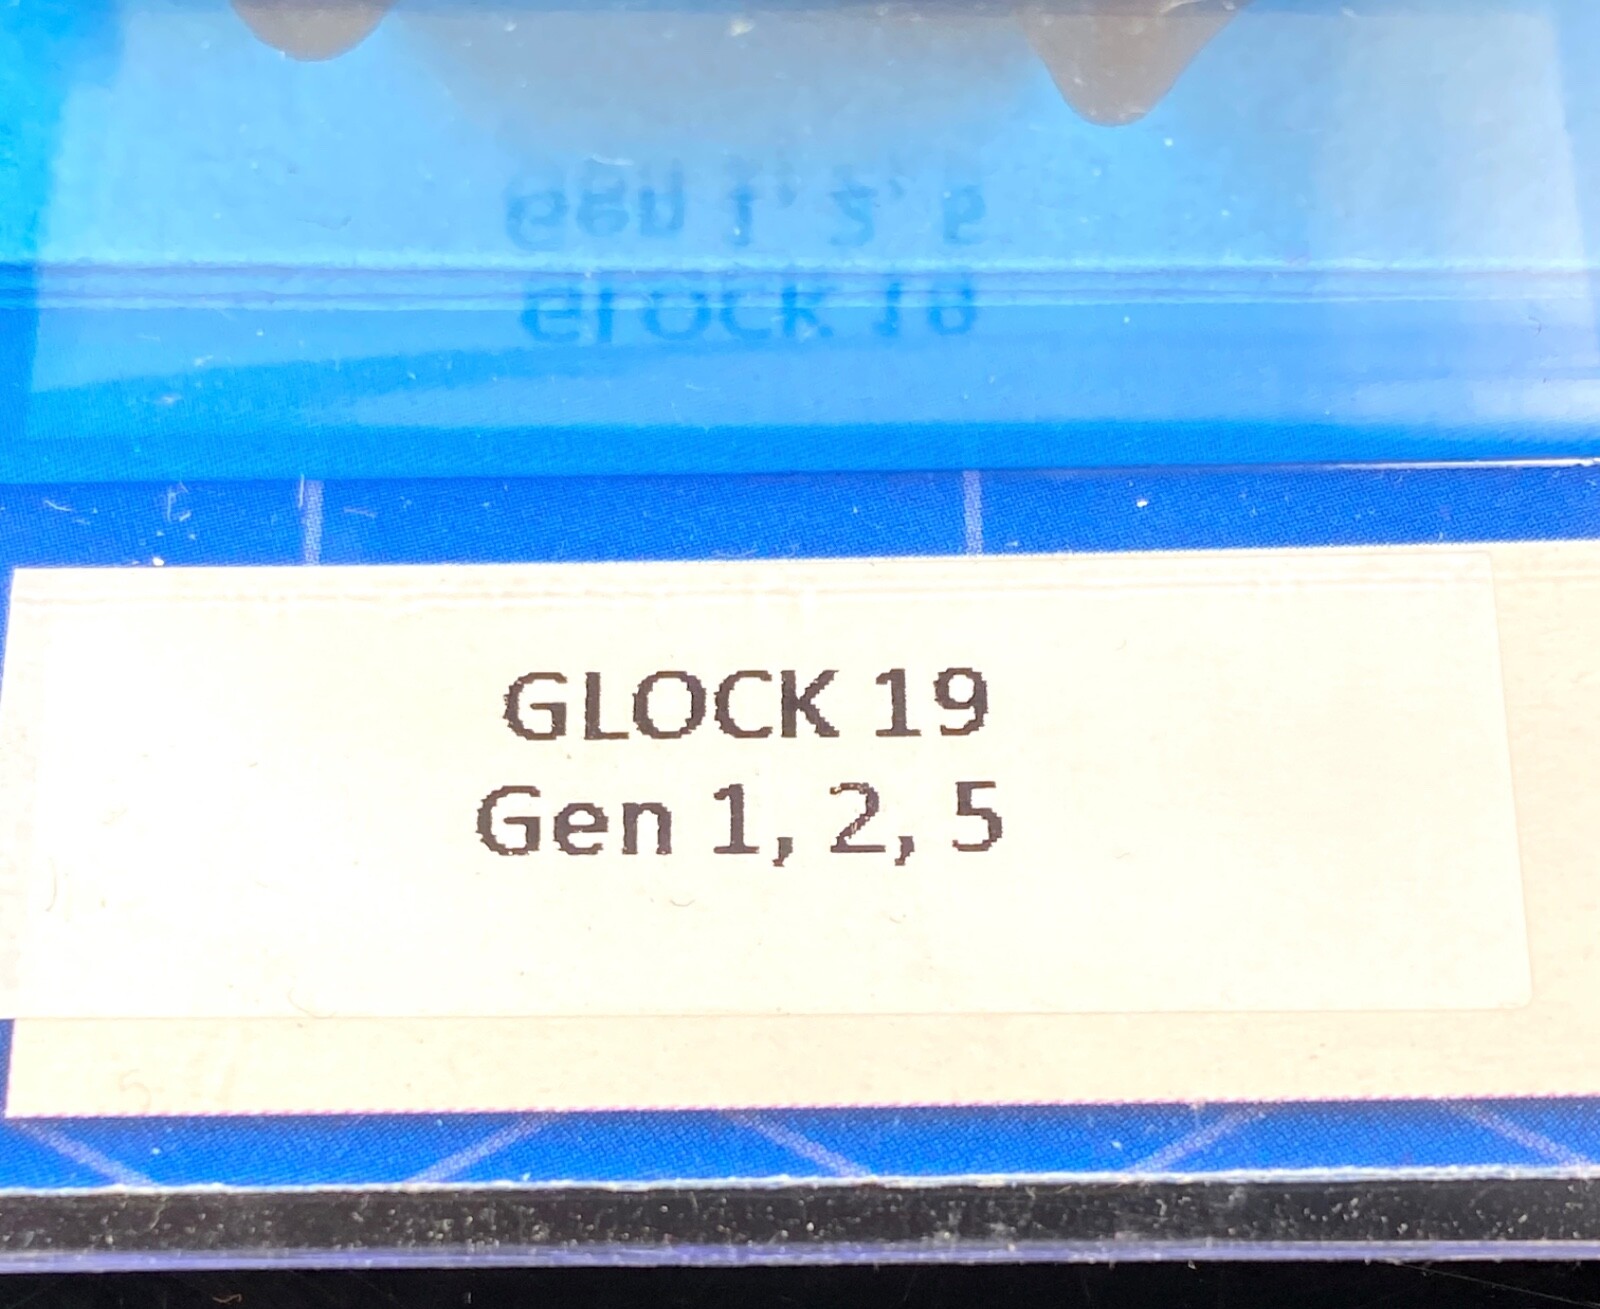 GLOCK 19
Gen 1, 2, 5